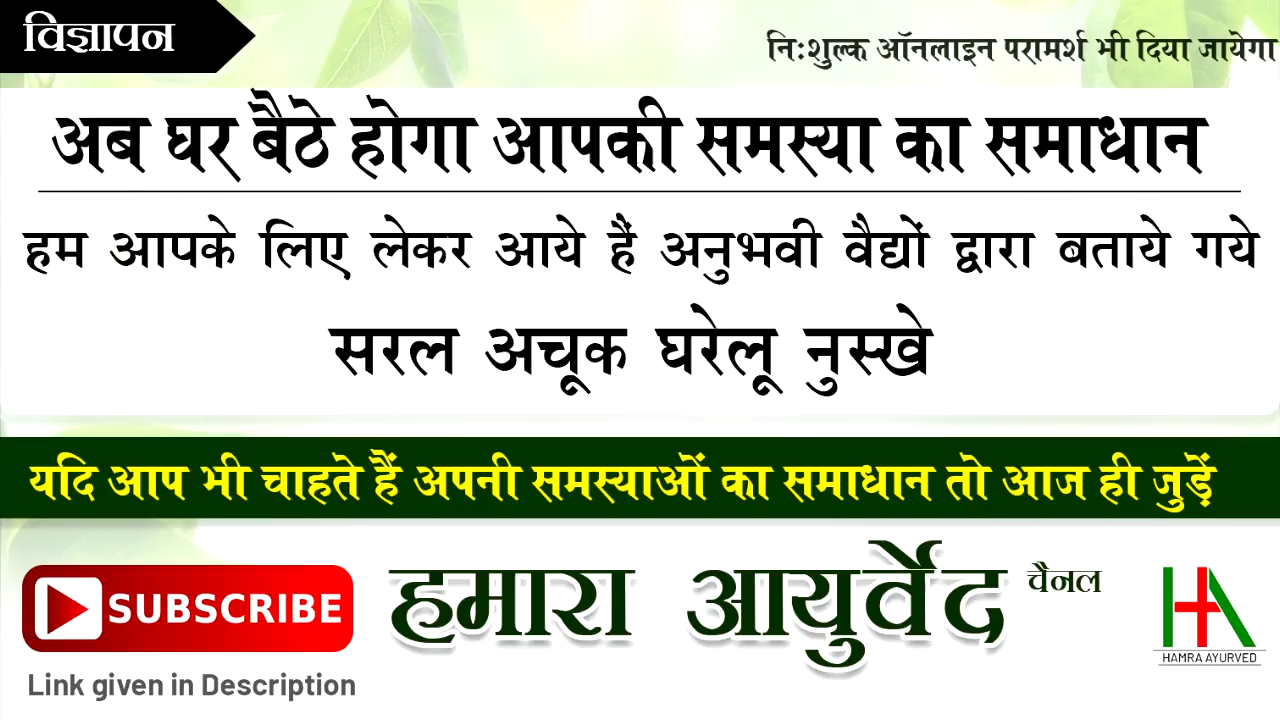 विज्ञापन
निःशुल्क ऑनलाइन परामर्श भी दिया जायेगा
अब घर बैठे होगा आपकी समस्या का समाधान
हम आपके लिए लेकर आये हैं अनुभवी वैद्यों द्वारा बताये गये
सरल अचूक घरेलू नुस्खे
यदि आप भी चाहते हैं अपनी समस्याओं का समाधान तो आज ही जुड़ें
SUBSCRIBE
हमारा आयुर्वेद चैनल
HA
HAMRA AYURVED
Link given in Description